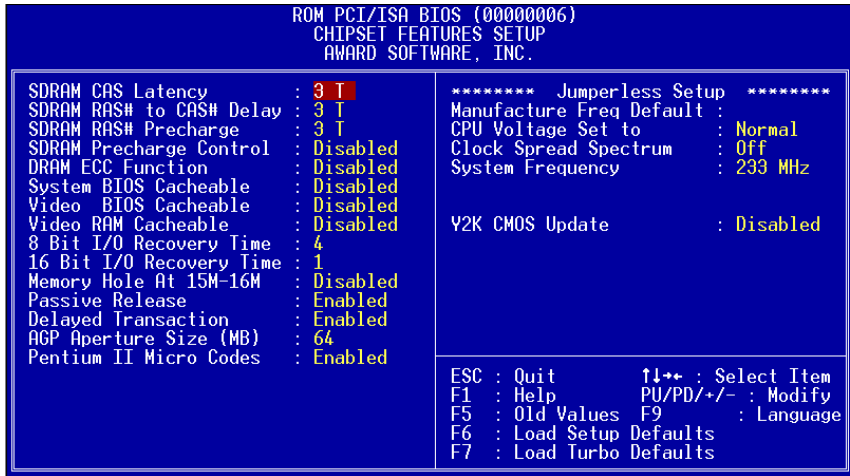 ROM PCI/ISA BIOS (00000006)
CHIPSET FEATURES SETUP
AWARD SOFTWARE, INC.
SDRAM CAS Latency : 3 T
SDRAM RAS# to CAS# Delay : 3 T
SDRAM RAS# Precharge : 3 T
SDRAM Precharge Control : Disabled
DRAM ECC Function : Disabled
System BIOS Cacheable : Disabled
Video BIOS Cacheable : Disabled
Video RAM Cacheable : Disabled
8 Bit I/O Recovery Time : 4
16 Bit I/O Recovery Time : 1
Memory Hole At 15M-16M : Disabled
Passive Release : Enabled
Delayed Transaction : Enabled
AGP Aperture Size (MB) : 64
Pentium II Micro Codes : Enabled
******** Jumperless Setup ********
Manufacture Freq Default :
CPU Voltage Set to : Normal
Clock Spread Spectrum : Off
System Frequency : 233 MHz
Y2K CMOS Update : Disabled
ESC : Quit ↑↓→← : Select Item
F1 : Help PU/PD/+/- : Modify
F5 : Old Values F9 : Language
F6 : Load Setup Defaults
F7 : Load Turbo Defaults